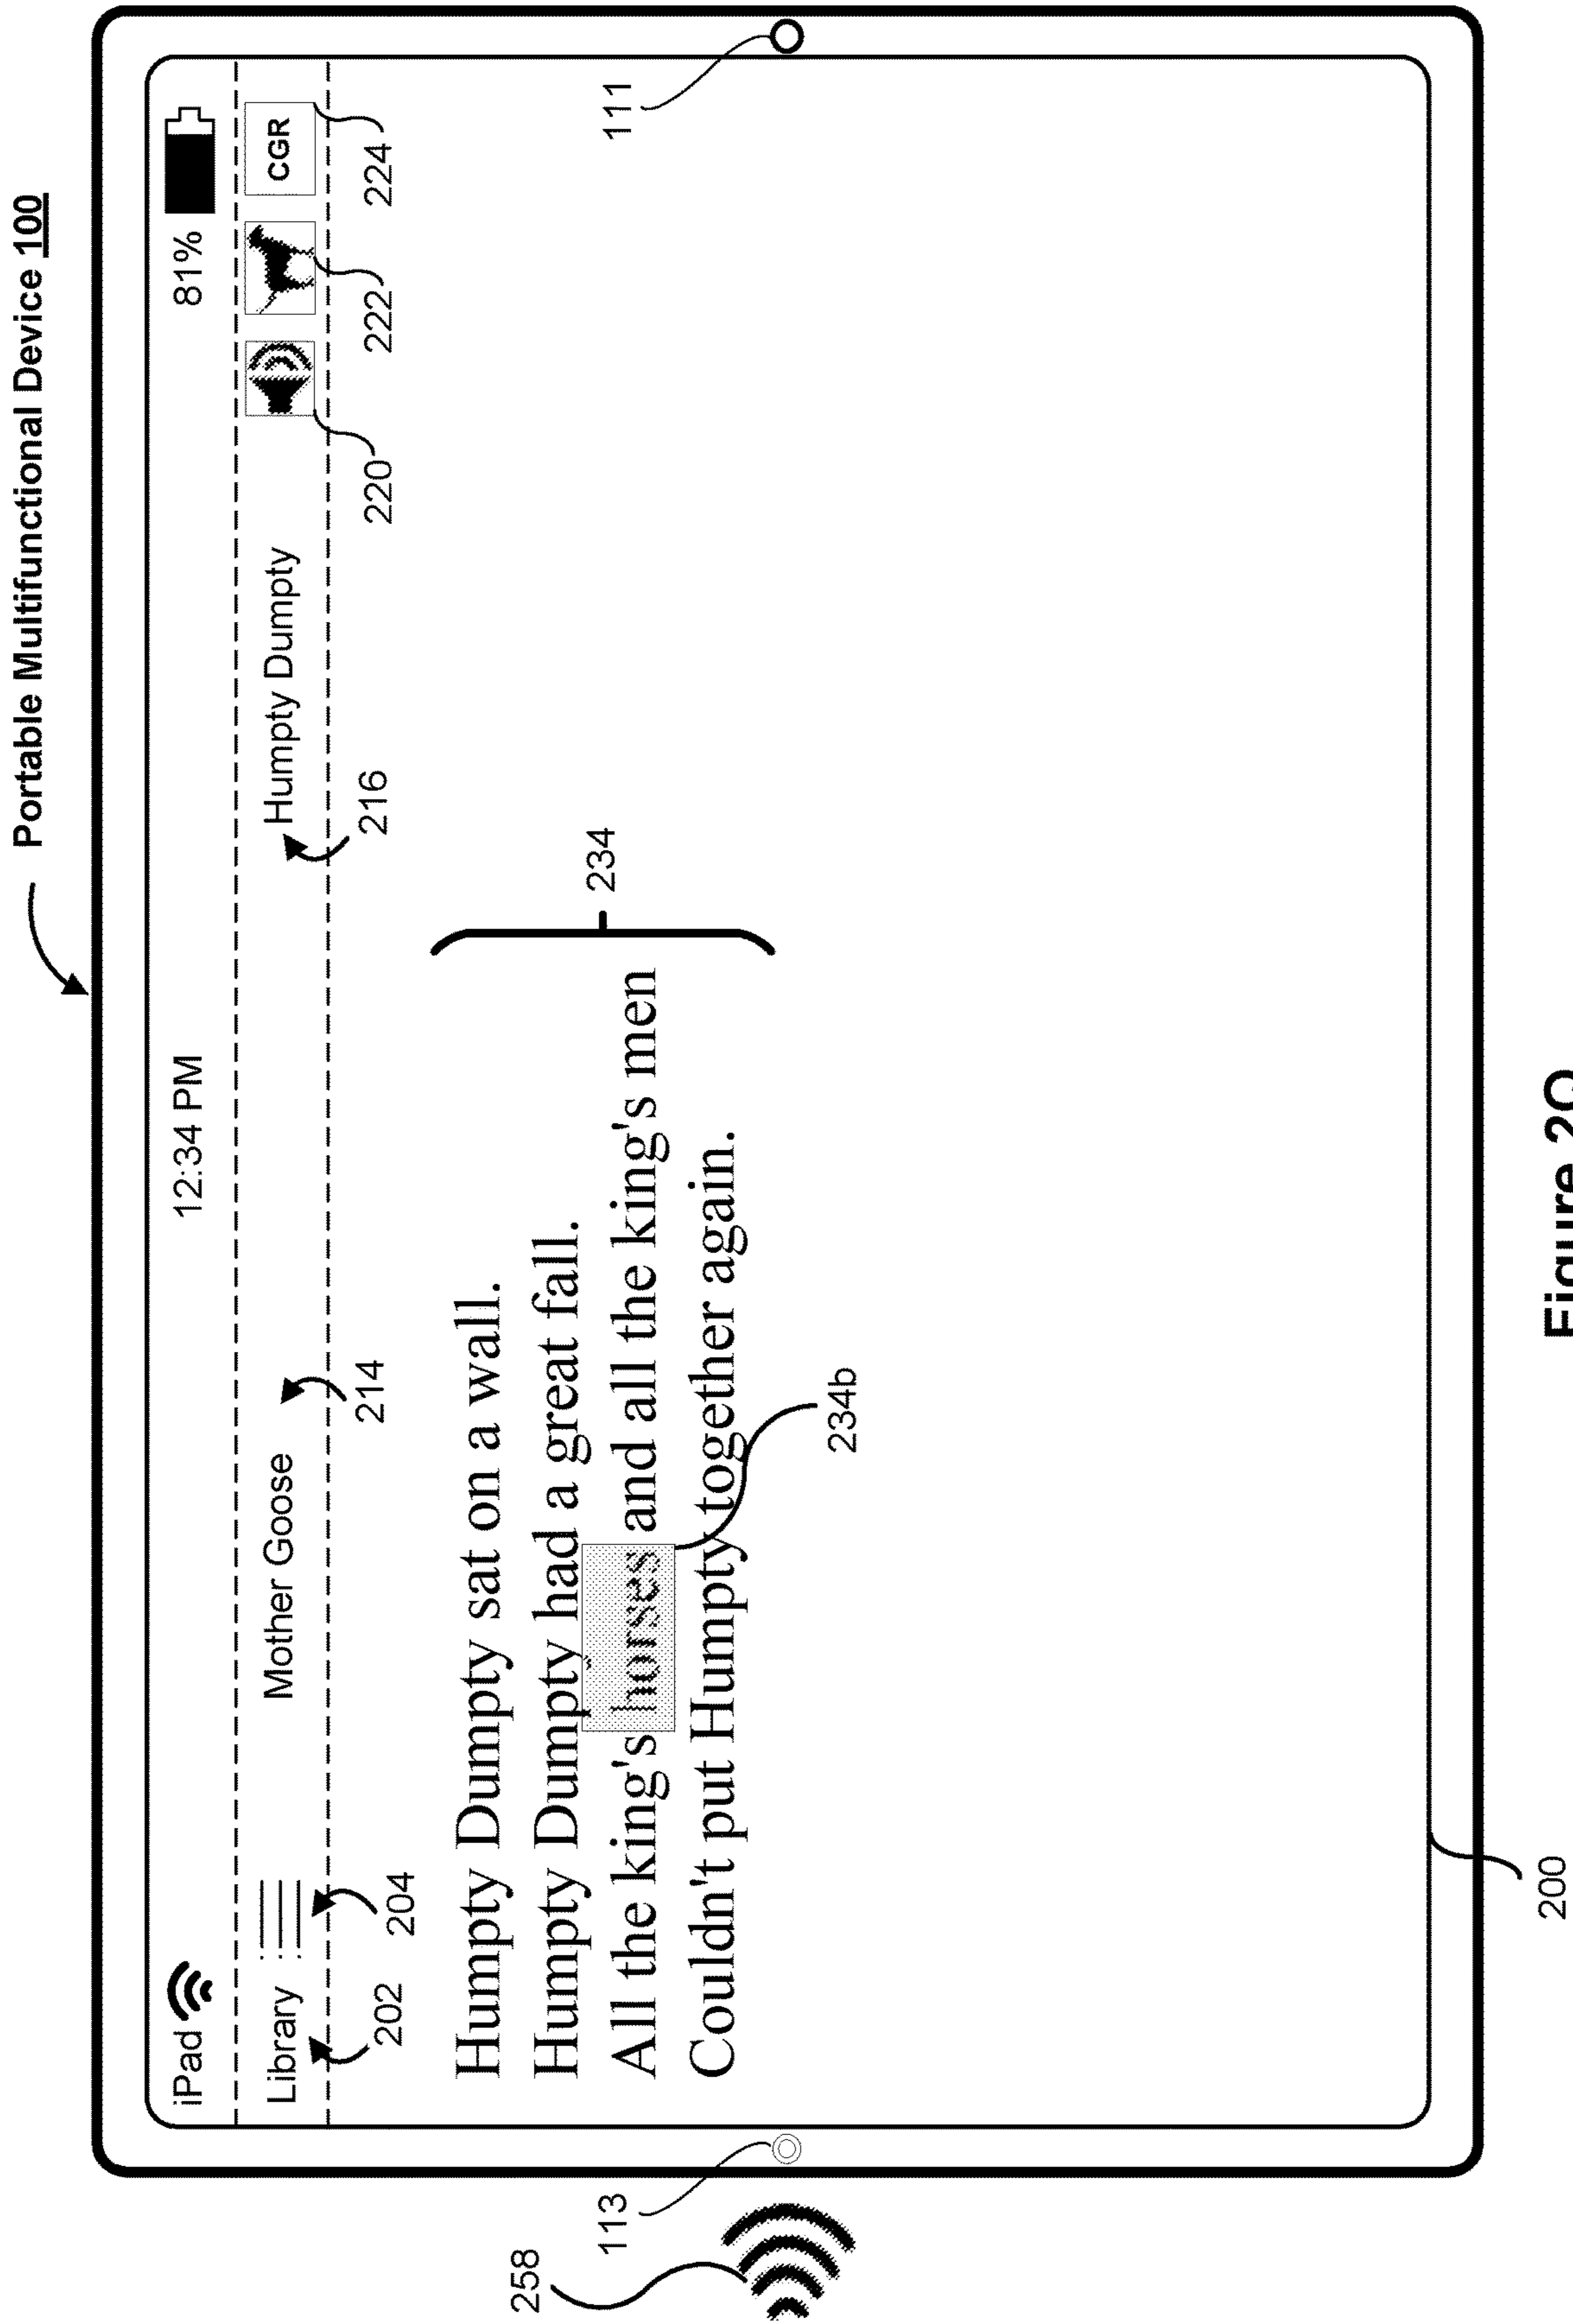 Portable Multifunctional Device 100
iPad 12:34 PM 81%
Library Mother Goose Humpty Dumpty CGR
202 204 214 216 220 222 224
Humpty Dumpty sat on a wall.
Humpty Dumpty had a great fall.
All the king's horses and all the king's men
Couldn't put Humpty together again.
234
234b
258
113
111
200